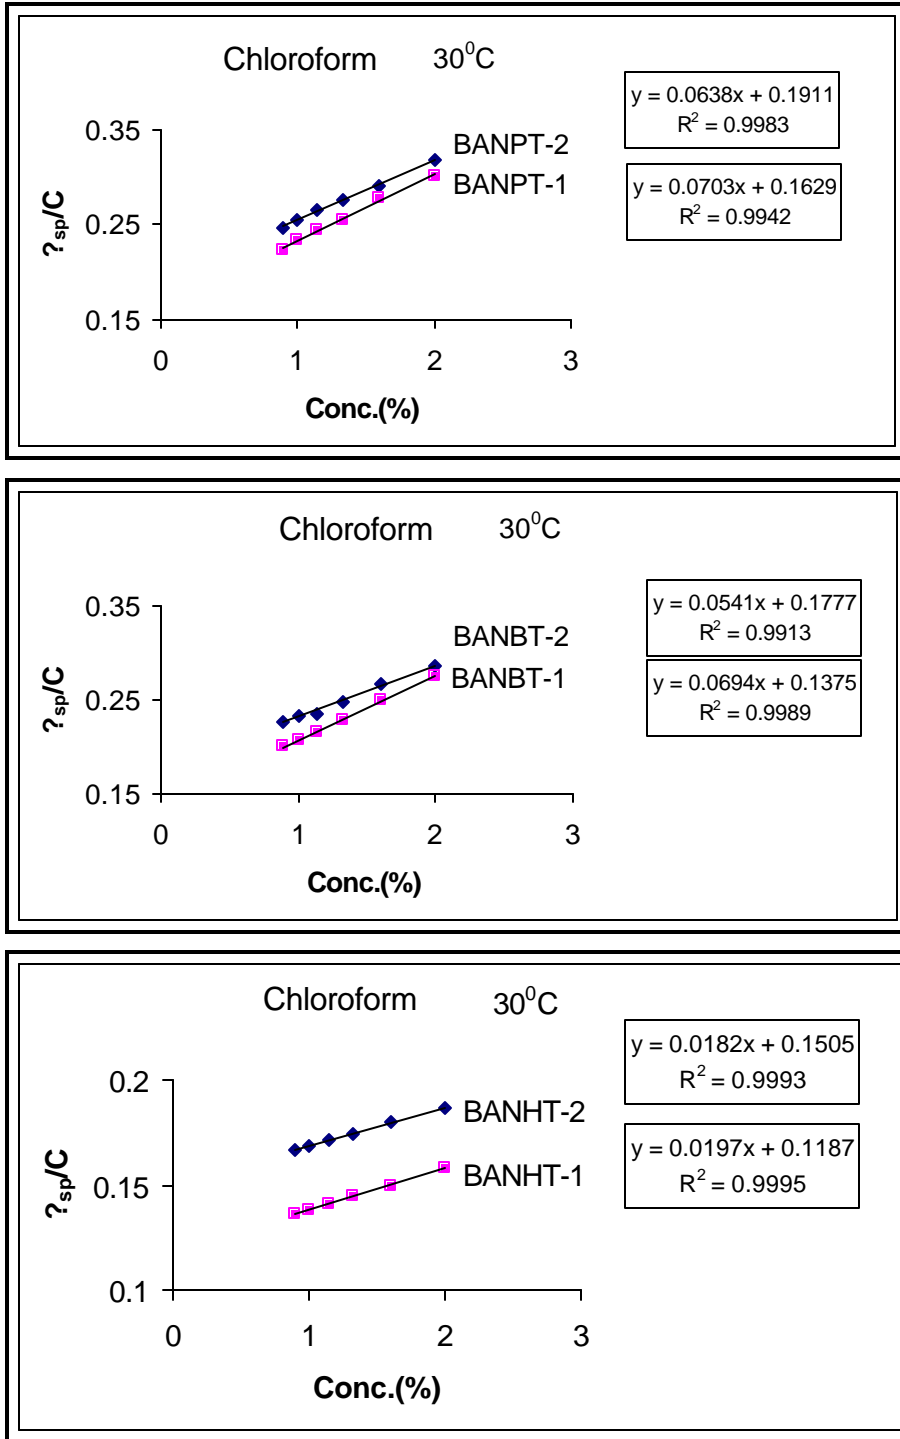 Chloroform 30⁰C
y = 0.0638x + 0.1911
R² = 0.9983
y = 0.0703x + 0.1629
R² = 0.9942
BANPT-2
BANPT-1
0.35
0.25
0.15
?sp/C
0 1 2 3
Conc.(%)
Chloroform 30⁰C
y = 0.0541x + 0.1777
R² = 0.9913
y = 0.0694x + 0.1375
R² = 0.9989
BANBT-2
BANBT-1
0.35
0.25
0.15
?sp/C
0 1 2 3
Conc.(%)
Chloroform 30⁰C
y = 0.0182x + 0.1505
R² = 0.9993
y = 0.0197x + 0.1187
R² = 0.9995
BANHT-2
BANHT-1
0.2
0.15
0.1
?sp/C
0 1 2 3
Conc.(%)